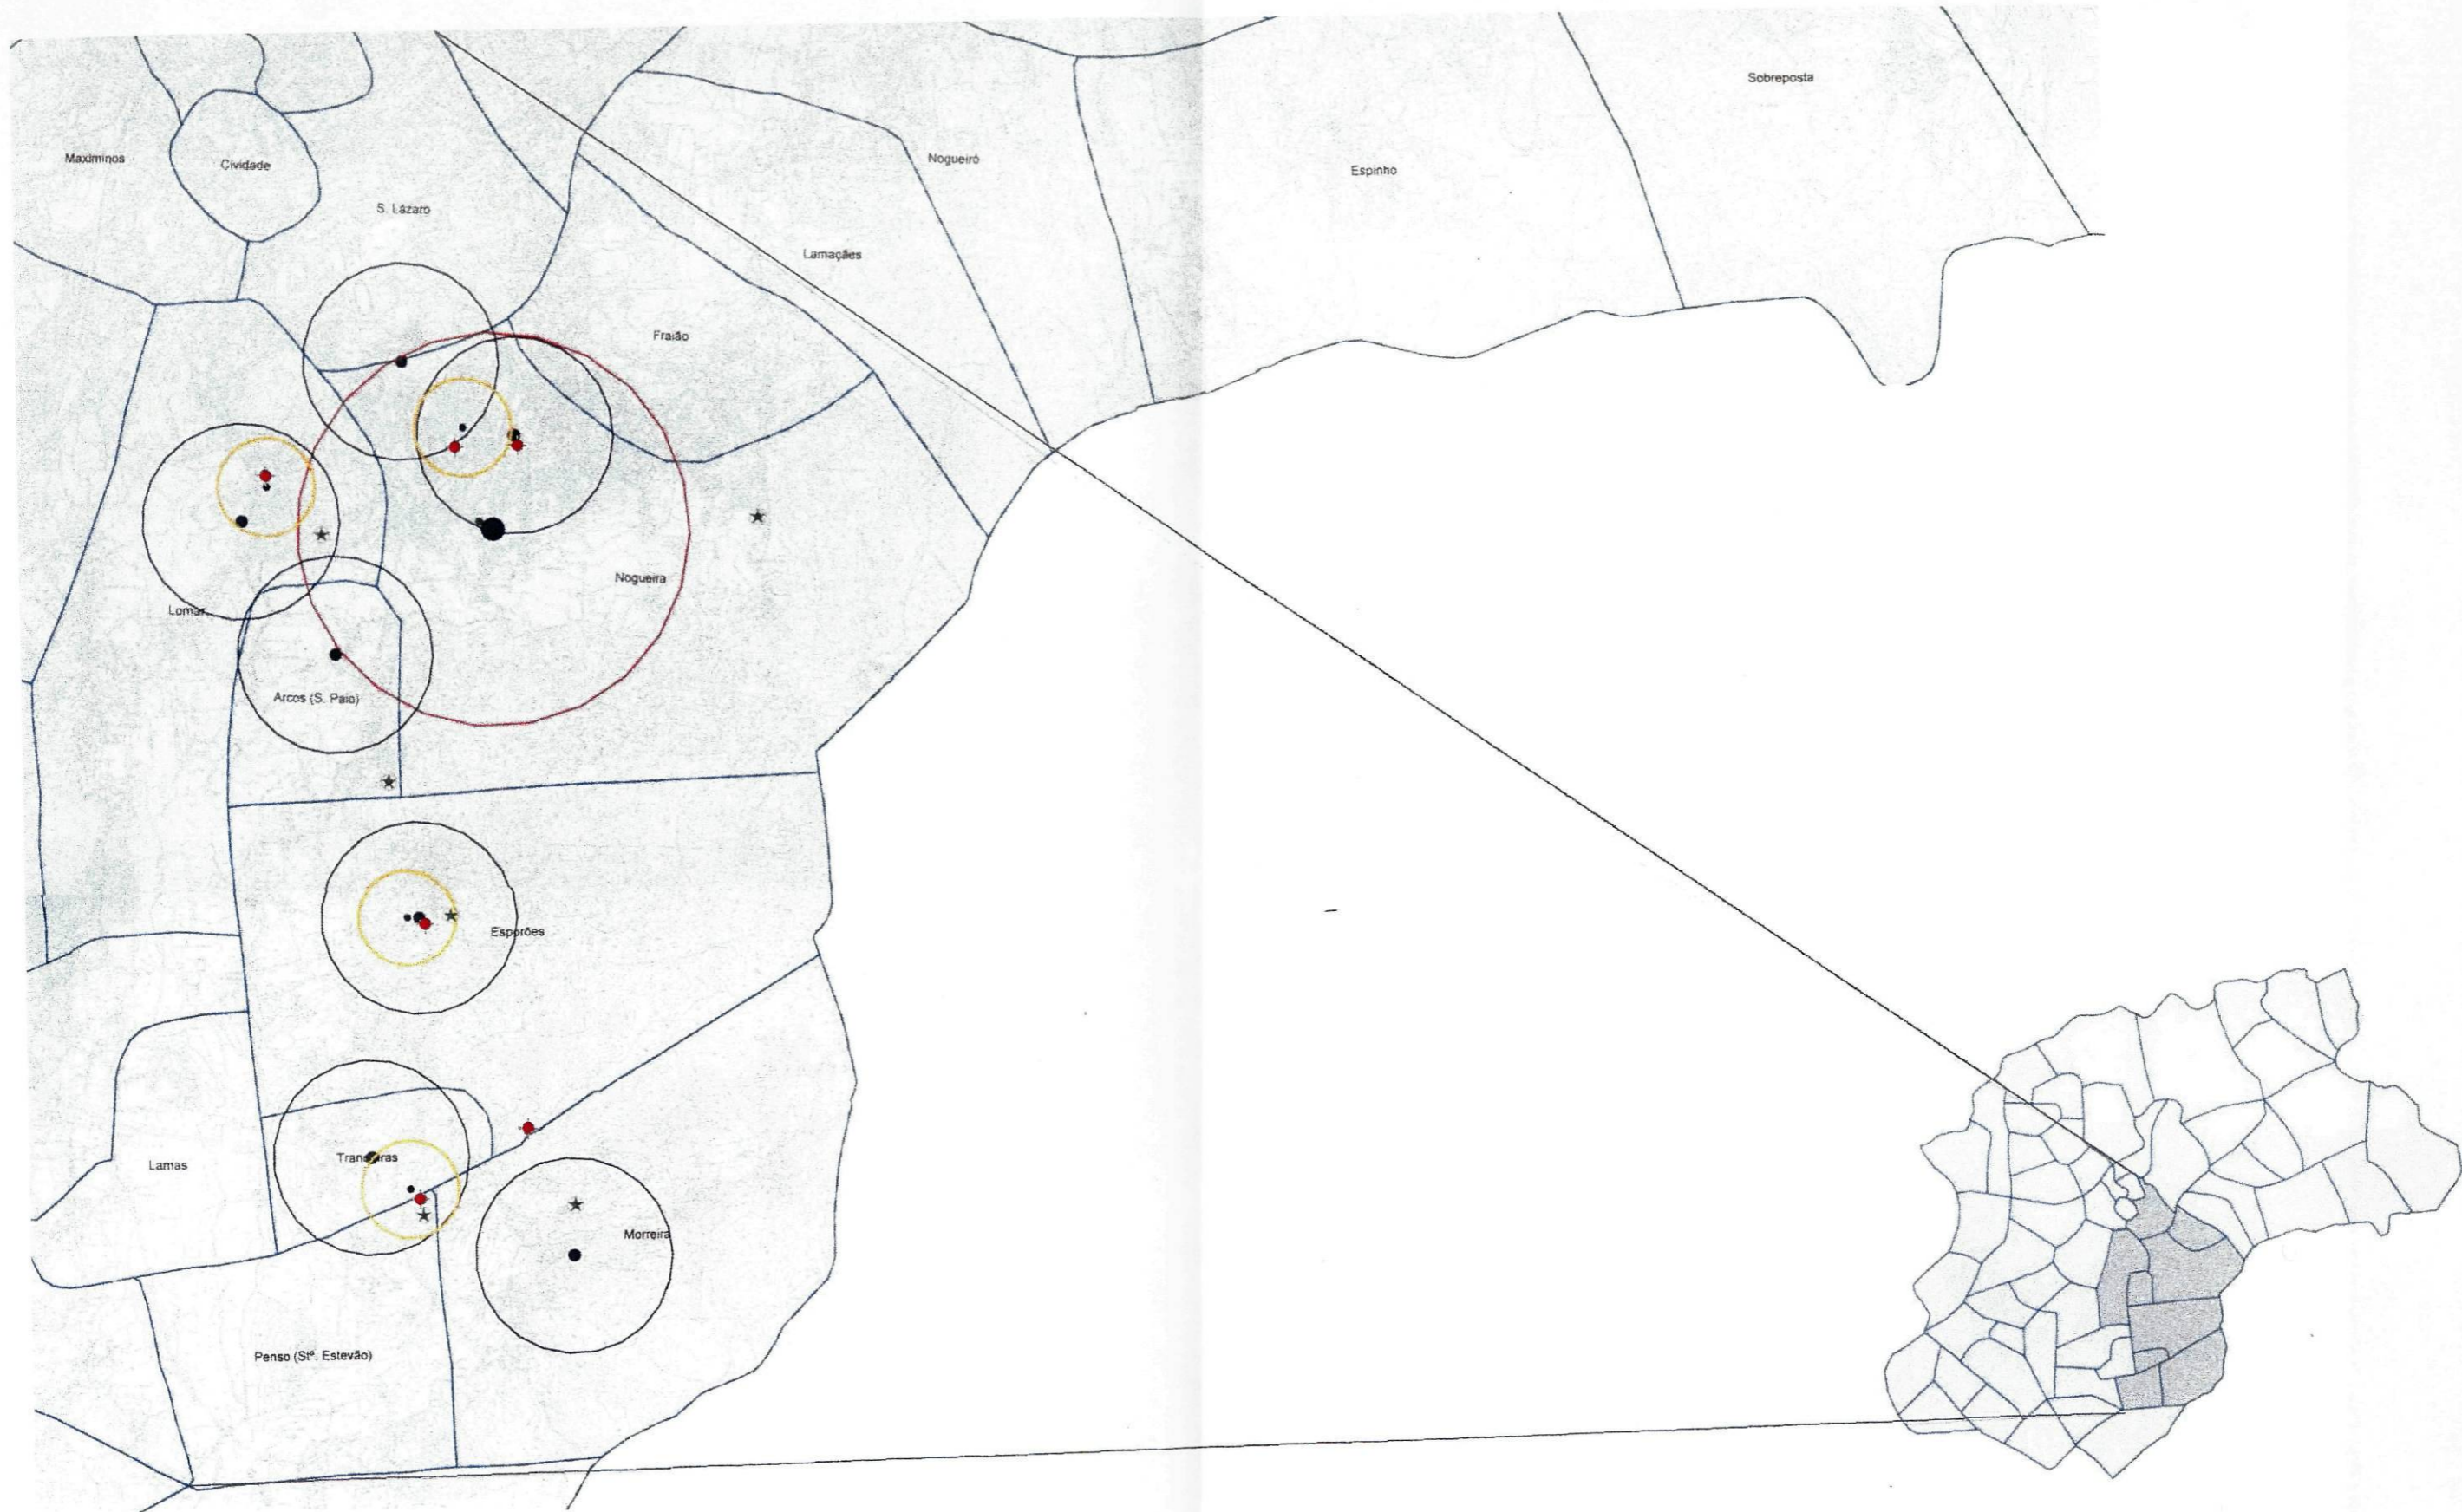 Sobreposta
Maximinos
Cividade
Nogueiró
Espinho
S. Lázaro
Lamaçães
Fraião
Nogueira
Lomar
Arcos (S. Paio)
Esporões
Lamas
Morreira
Penso (Stº. Estevão)